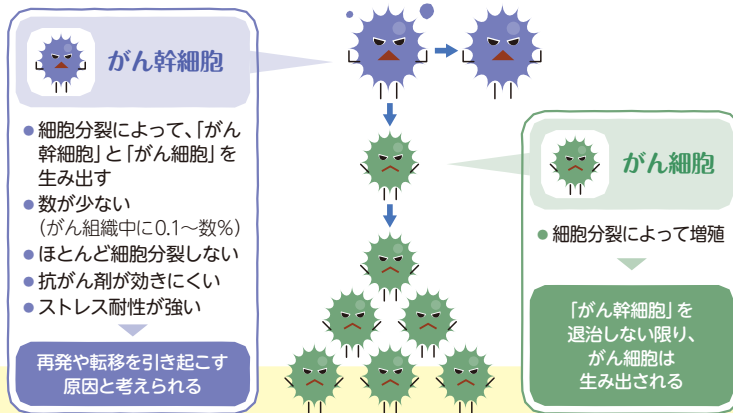 がん幹細胞
● 細胞分裂によって、「がん
幹細胞」と「がん細胞」を
生み出す
● 数が少ない
（がん組織中に0.1〜数%）
● ほとんど細胞分裂しない
● 抗がん剤が効きにくい
● ストレス耐性が強い
再発や転移を引き起こす
原因と考えられる
がん細胞
● 細胞分裂によって増殖
「がん幹細胞」を
退治しない限り、
がん細胞は
生み出される